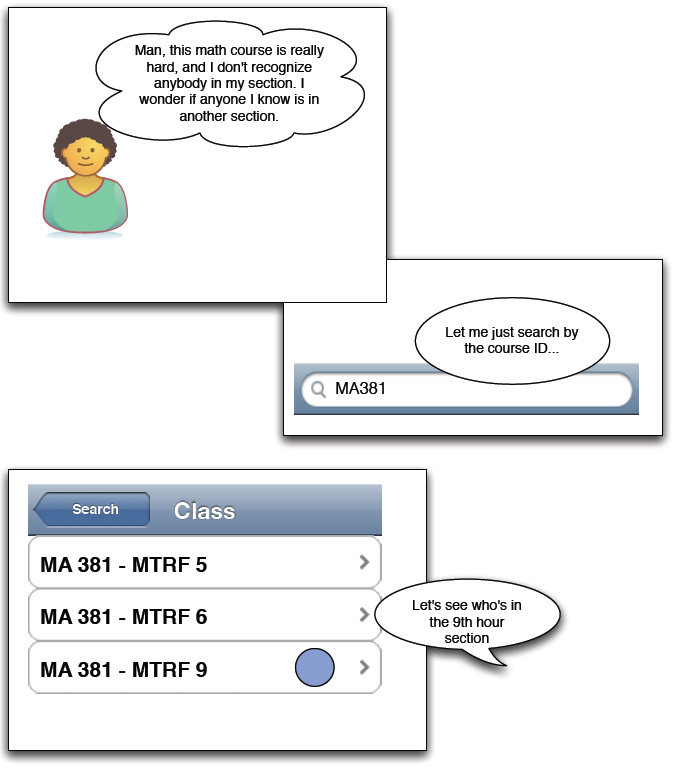 Man, this math course is really
hard, and I don't recognize
anybody in my section. I
wonder if anyone I know is in
another section.
Let me just search by
the course ID...
MA381
Search
Class
MA 381 - MTRF 5
MA 381 - MTRF 6
MA 381 - MTRF 9
Let's see who's in
the 9th hour
section